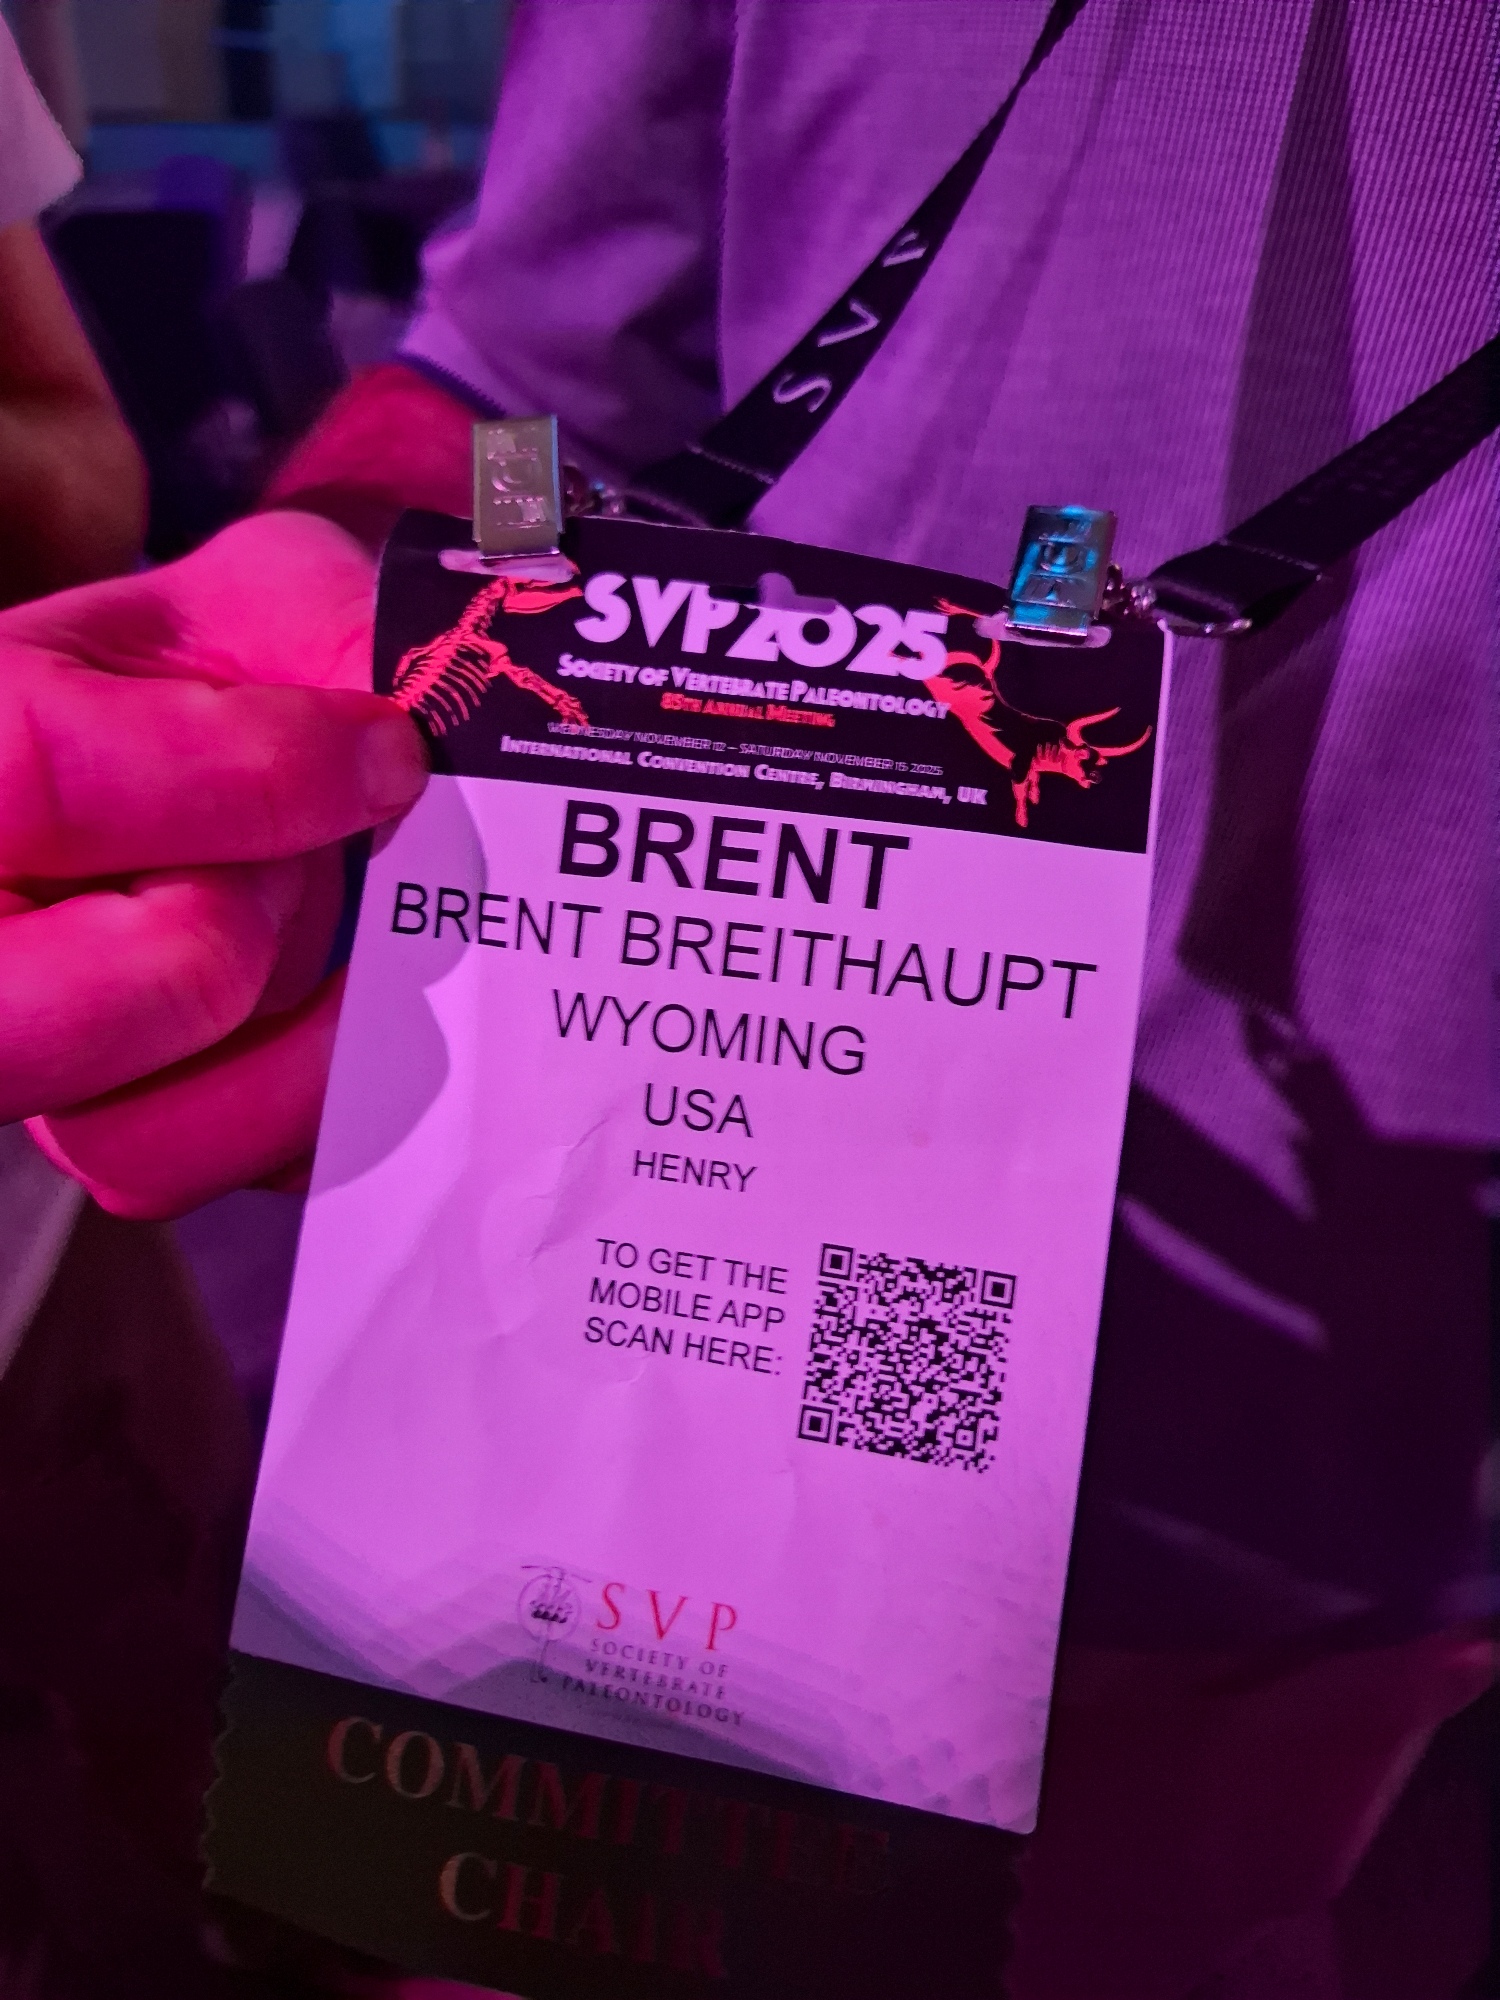 SVP
SVP2025
SOCIETY OF VERTEBRATE PALEONTOLOGY
85TH ANNUAL MEETING
WEDNESDAY NOVEMBER 12 – SATURDAY NOVEMBER 15 2025
INTERNATIONAL CONVENTION CENTRE, BIRMINGHAM, UK
BRENT
BRENT BREITHAUPT
WYOMING
USA
HENRY
TO GET THE
MOBILE APP
SCAN HERE:
SVP
SOCIETY OF
VERTEBRATE
PALEONTOLOGY
COMMITTEE
CHAIR